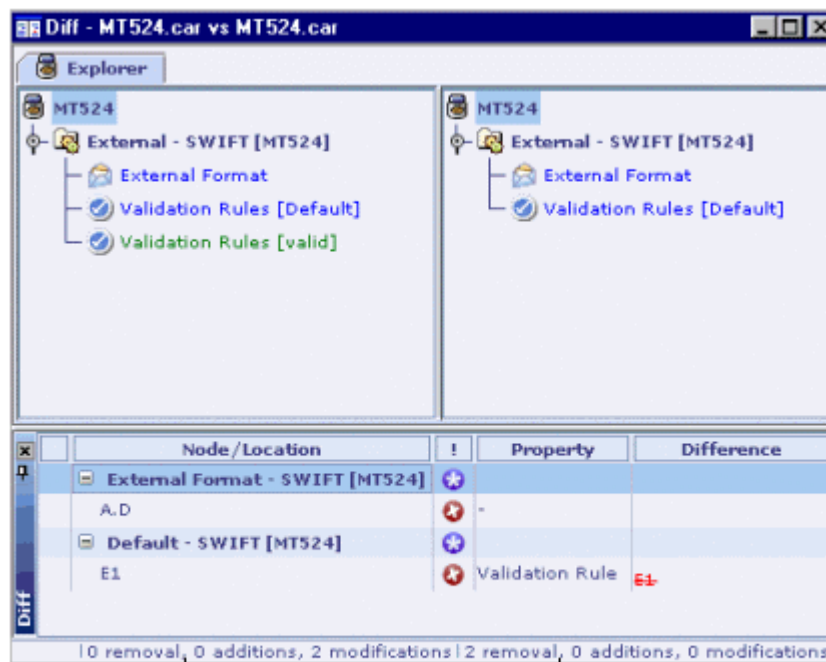 Diff - MT524.car vs MT524.car
Explorer
MT524
External - SWIFT [MT524]
External Format
Validation Rules [Default]
Validation Rules [valid]
MT524
External - SWIFT [MT524]
External Format
Validation Rules [Default]
Node/Location ! Property Difference
External Format - SWIFT [MT524]
A.D -
Default - SWIFT [MT524]
E1 Validation Rule E1
Diff
0 removal, 0 additions, 2 modifications 2 removal, 0 additions, 0 modifications